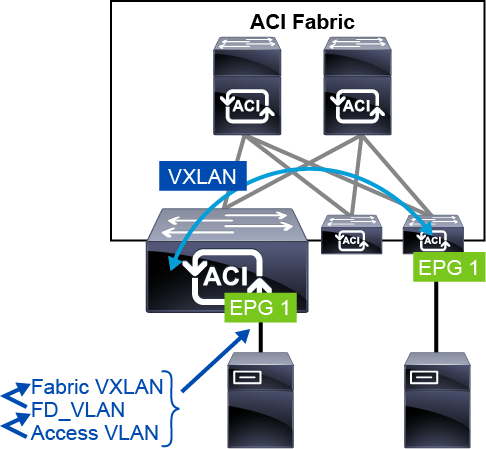 ACI Fabric
ACI
ACI
VXLAN
ACI
ACI
ACI
EPG 1
EPG 1
Fabric VXLAN
FD_VLAN
Access VLAN